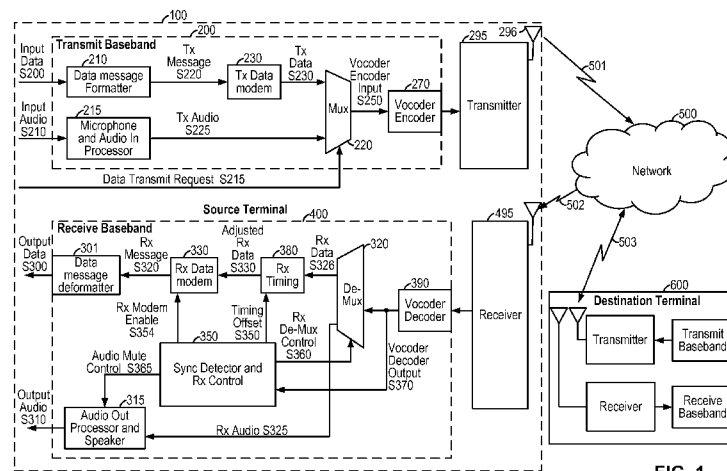 100
200
Transmit Baseband
Input
Data
S200
210
Data message
Formatter
Tx
Message
S220
230
Tx Data
modem
Tx
Data
S230
Input
Audio
S210
215
Microphone
and Audio In
Processor
Tx Audio
S225
Mux
220
Vocoder
Encoder
Input
S250
270
Vocoder
Encoder
295
296
Transmitter
Data Transmit Request S215
501
500
Network
502
503
Source Terminal
400
Receive Baseband
Output
Data
S300
301
Data
message
deformatter
Rx
Message
S320
330
Rx Data
modem
Adjusted
Rx
Data
S330
380
Rx
Timing
Rx
Data
S326
320
De-
Mux
390
Vocoder
Decoder
495
Receiver
Rx Modem
Enable
S354
Timing
Offset
S350
Rx
De-Mux
Control
S360
350
Sync Detector and
Rx Control
Vocoder
Decoder
Output
S370
Audio Mute
Control S365
Output
Audio
S310
315
Audio Out
Processor and
Speaker
Rx Audio S325
600
Destination Terminal
Transmitter
Transmit
Baseband
Receiver
Receive
Baseband
FIG. 1